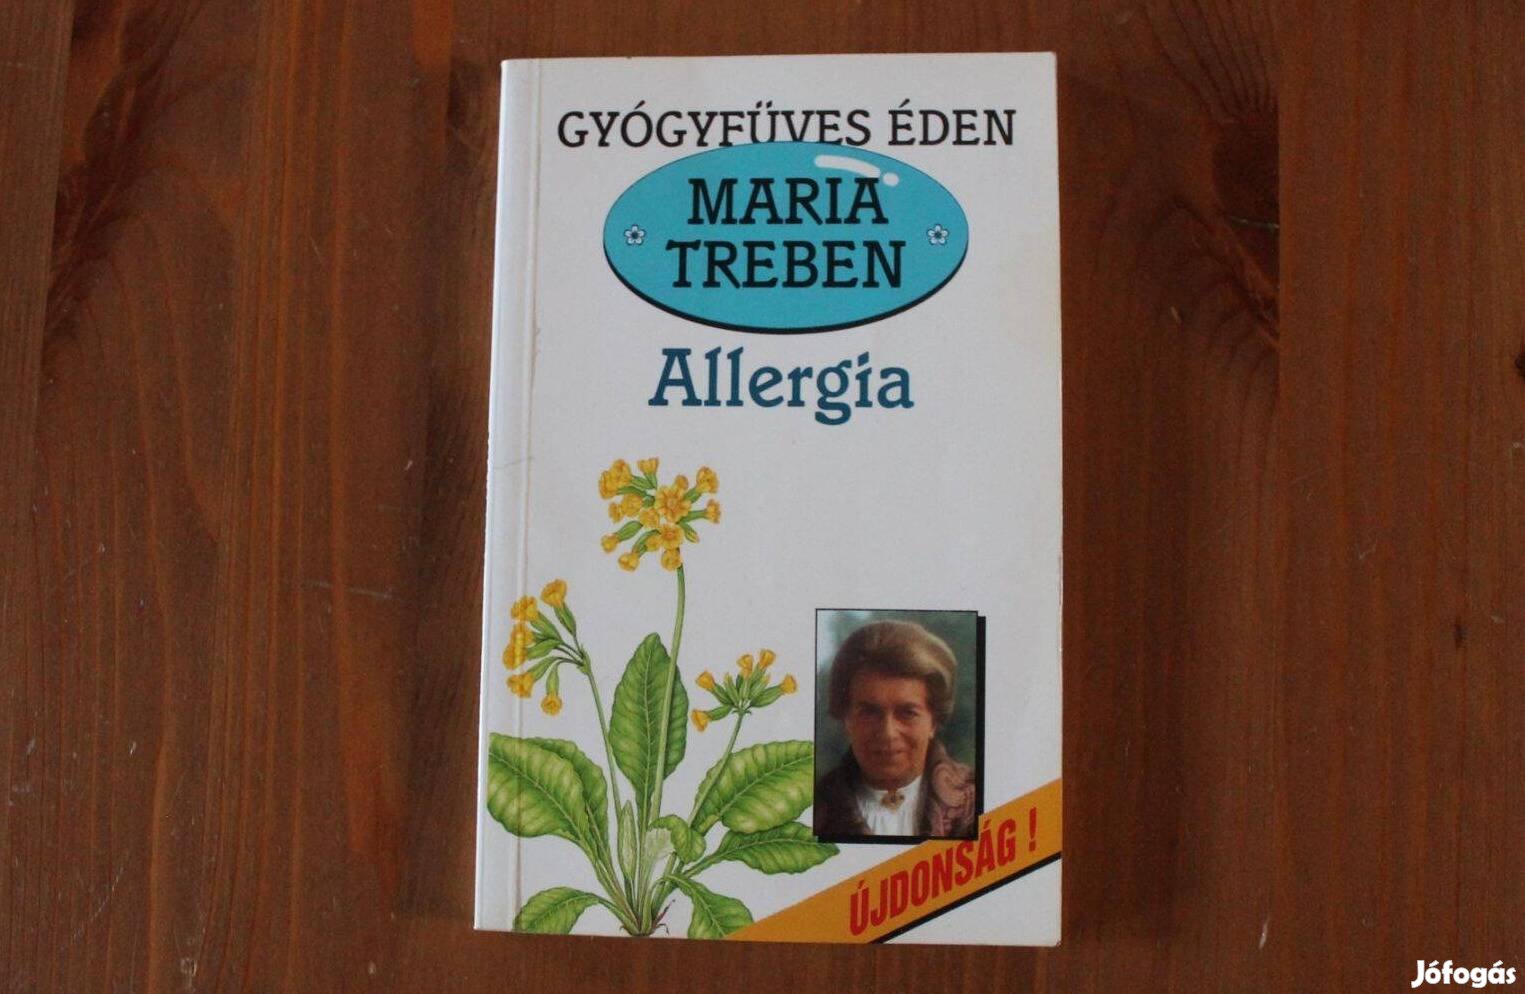 GYÓGYFÜVES ÉDEN
MARIA
TREBEN
Allergia
ÚJDONSÁG !
Jófogás